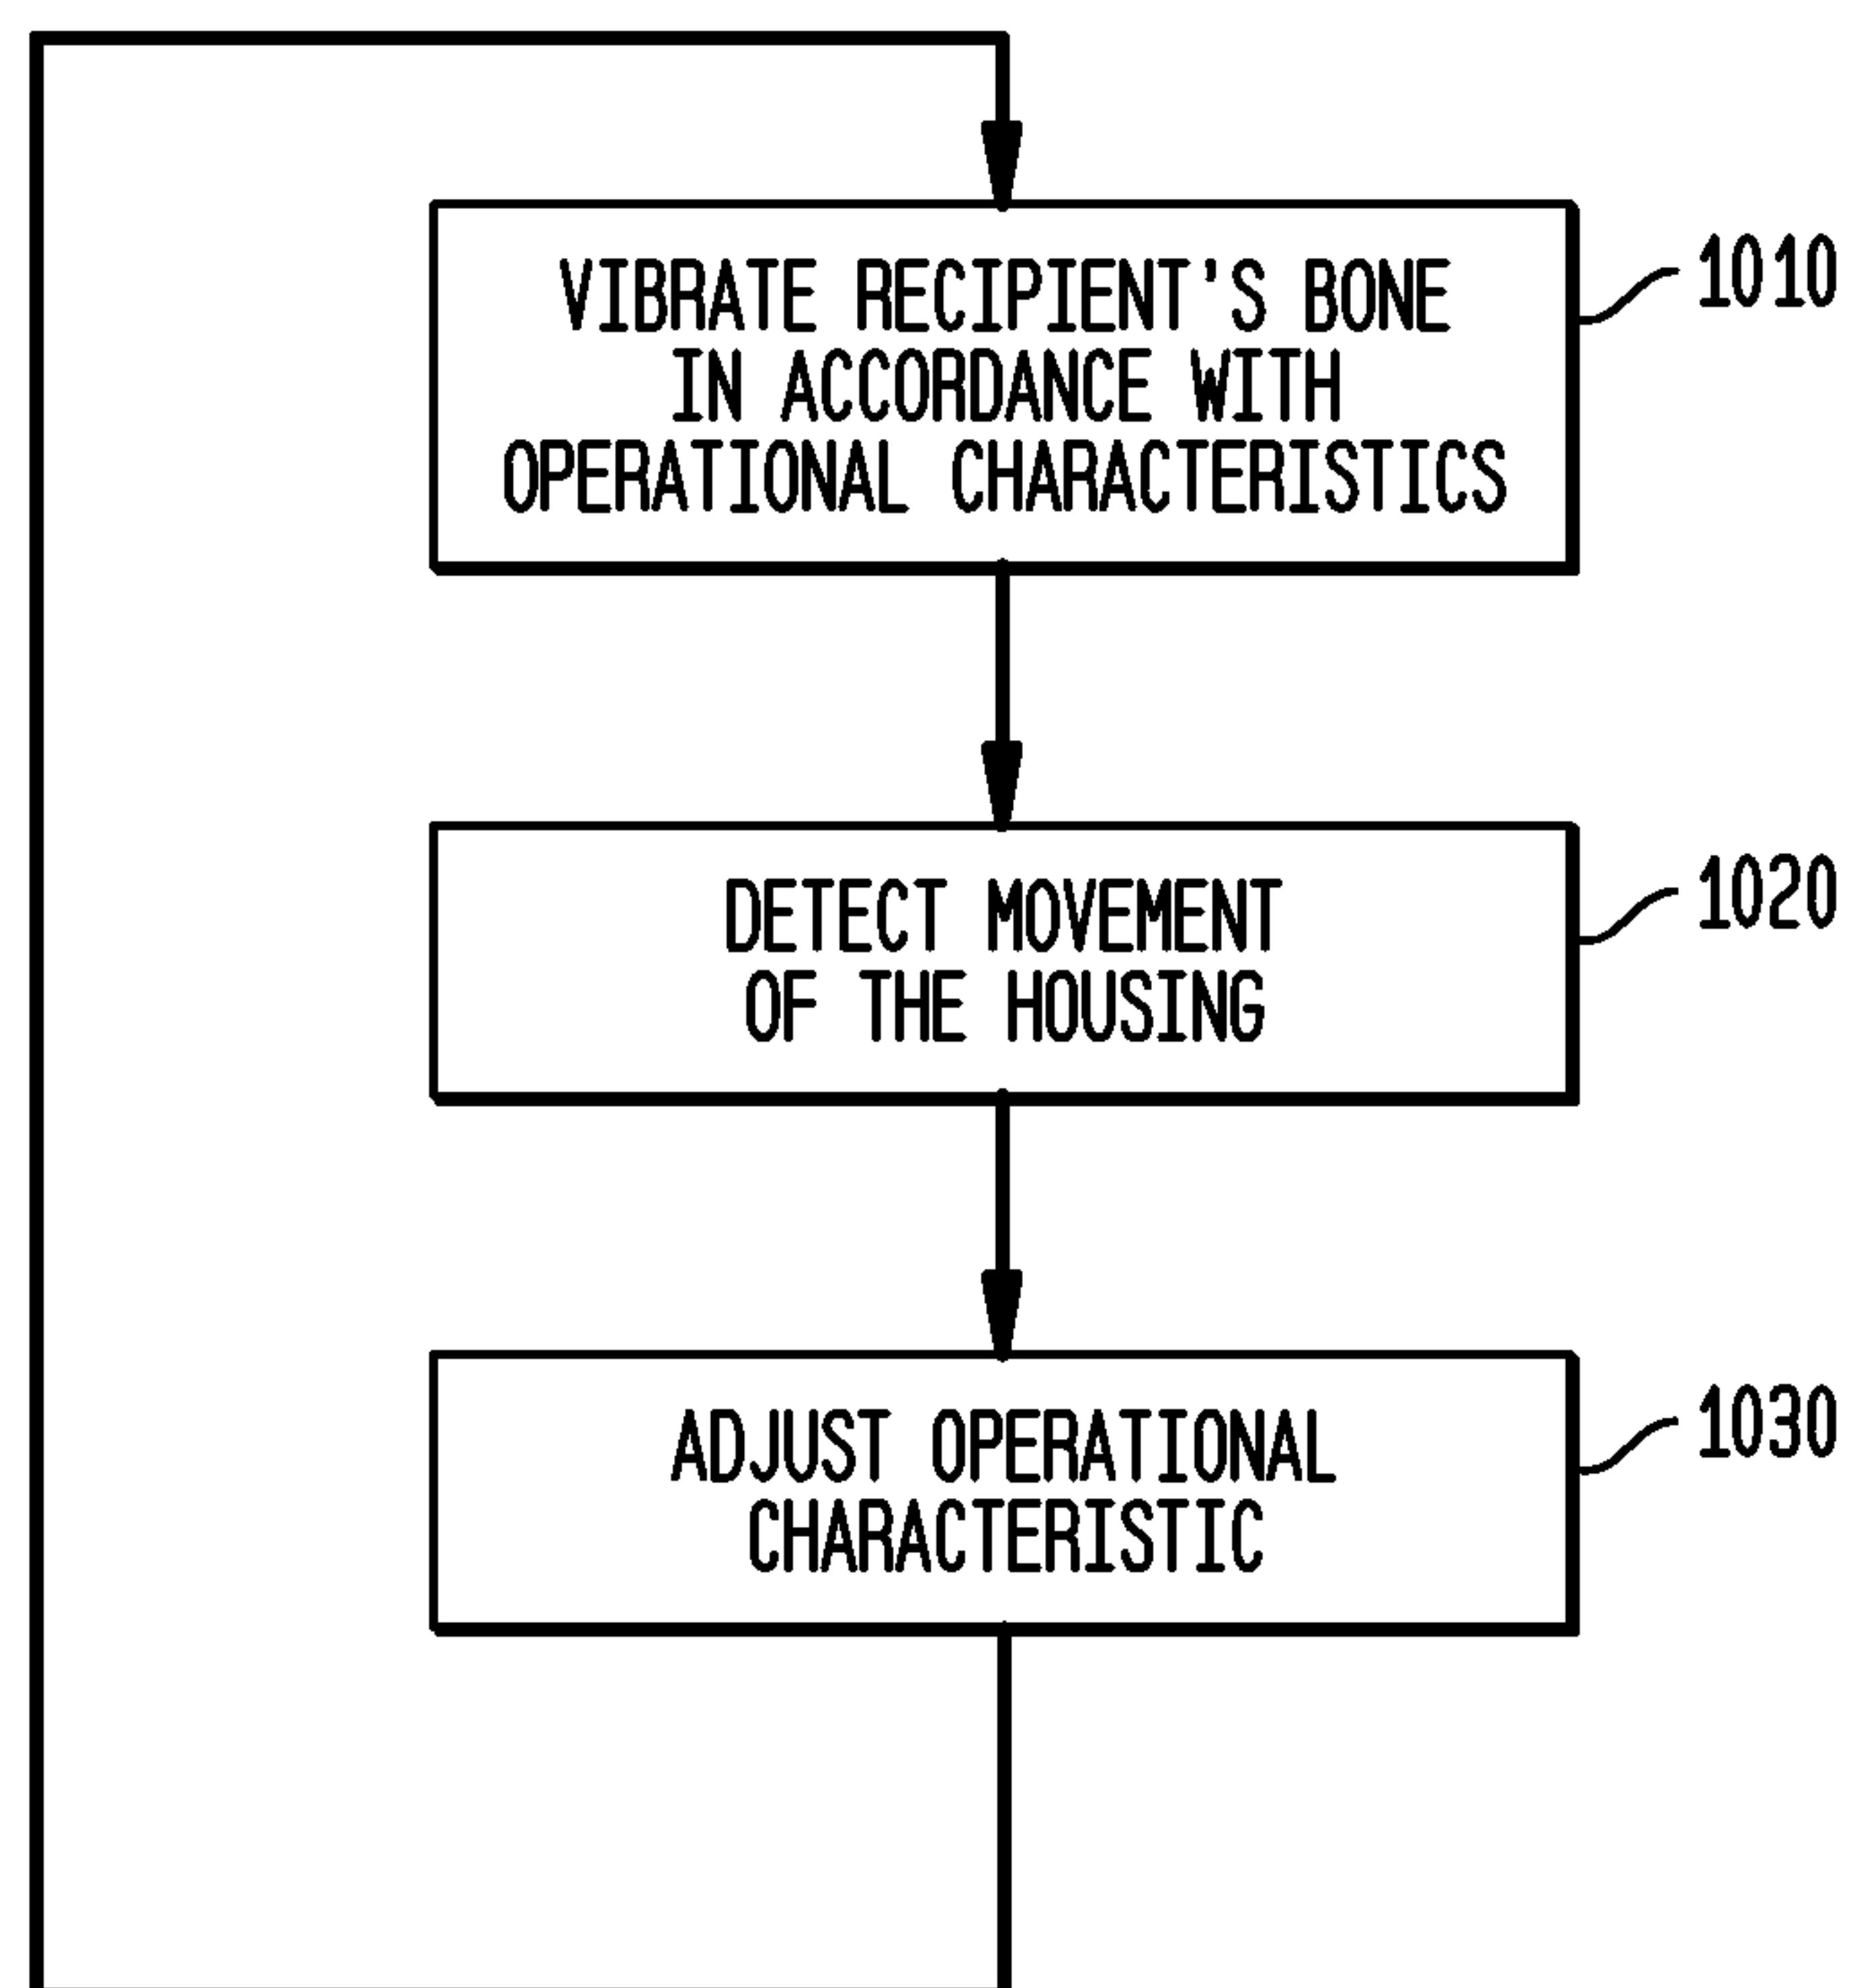 VIBRATE RECIPIENT'S BONE
IN ACCORDANCE WITH
OPERATIONAL CHARACTERISTICS
1010
DETECT MOVEMENT
OF THE HOUSING
1020
ADJUST OPERATIONAL
CHARACTERISTIC
1030